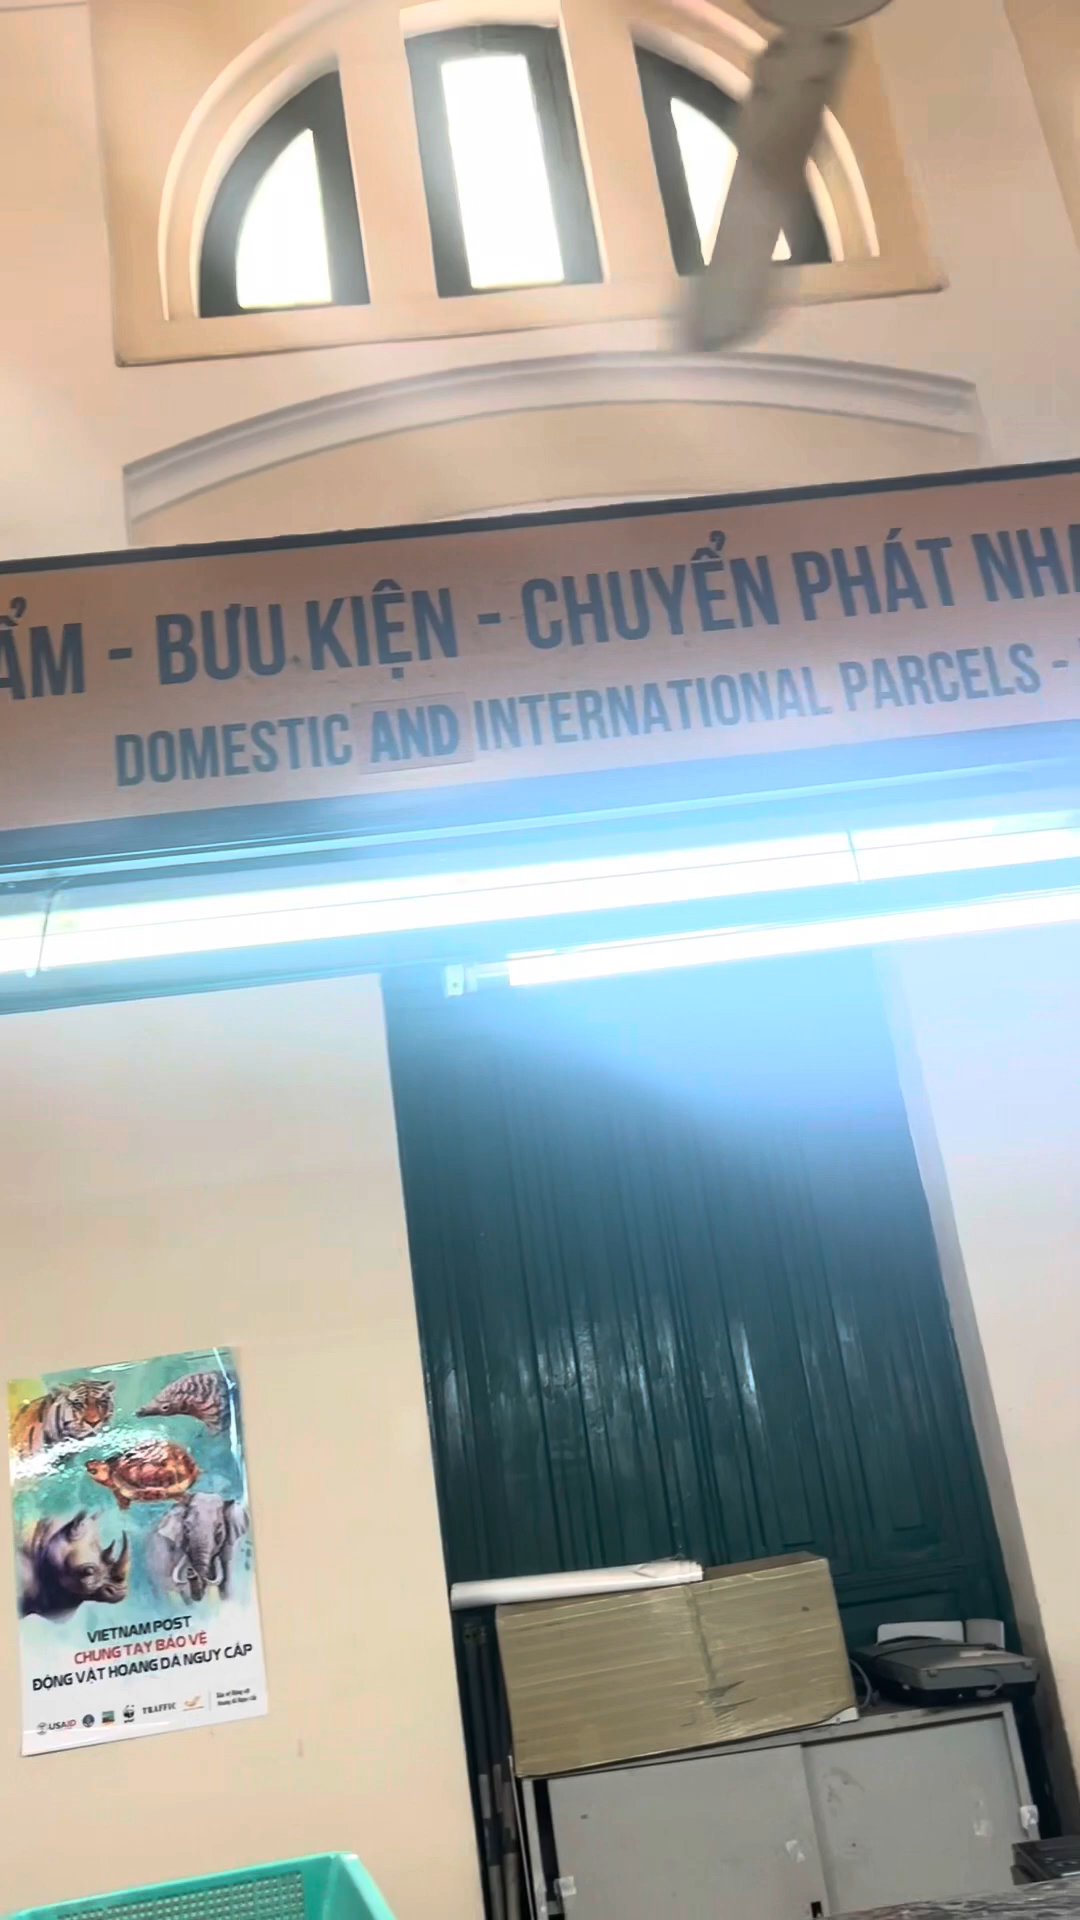 ẨM - BƯU KIỆN - CHUYỂN PHÁT NHA
DOMESTIC AND INTERNATIONAL PARCELS -
VIETNAM POST
CHUNG TAY BẢO VỆ
ĐỘNG VẬT HOANG DÃ NGUY CẤP
USAID
WWF
TRAFFIC